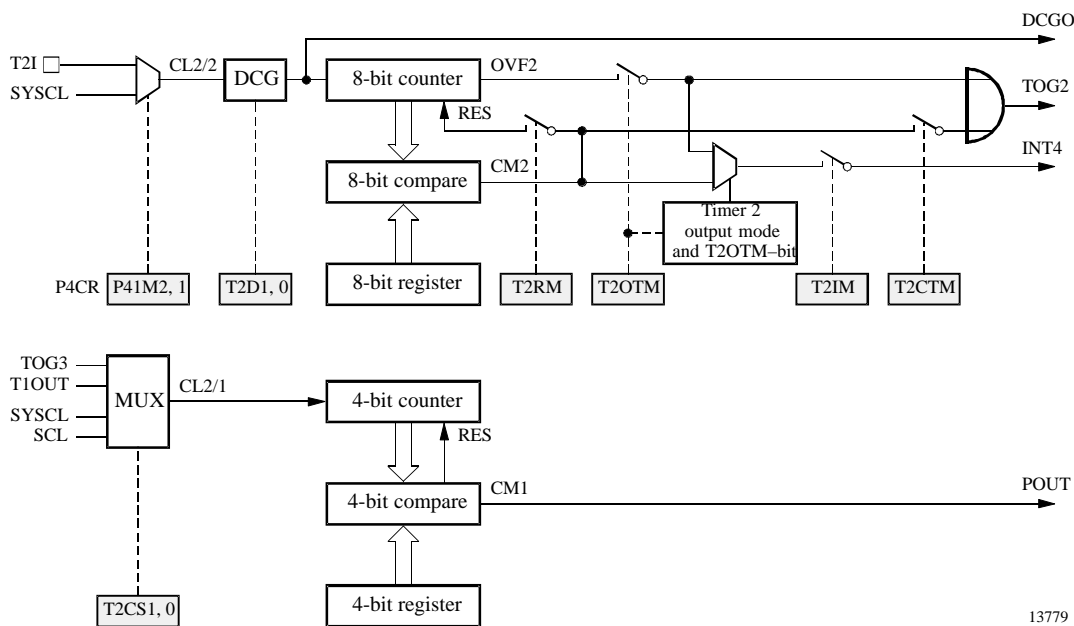 DCGO
T2I
CL2/2
DCG
8-bit counter
OVF2
TOG2
SYSCL
RES
8-bit compare
CM2
INT4
Timer 2
output mode
and T2OTM–bit
P4CR
P41M2, 1
T2D1, 0
8-bit register
T2RM
T2OTM
T2IM
T2CTM
TOG3
T1OUT
SYSCL
SCL
MUX
CL2/1
4-bit counter
RES
4-bit compare
CM1
POUT
T2CS1, 0
4-bit register
13779